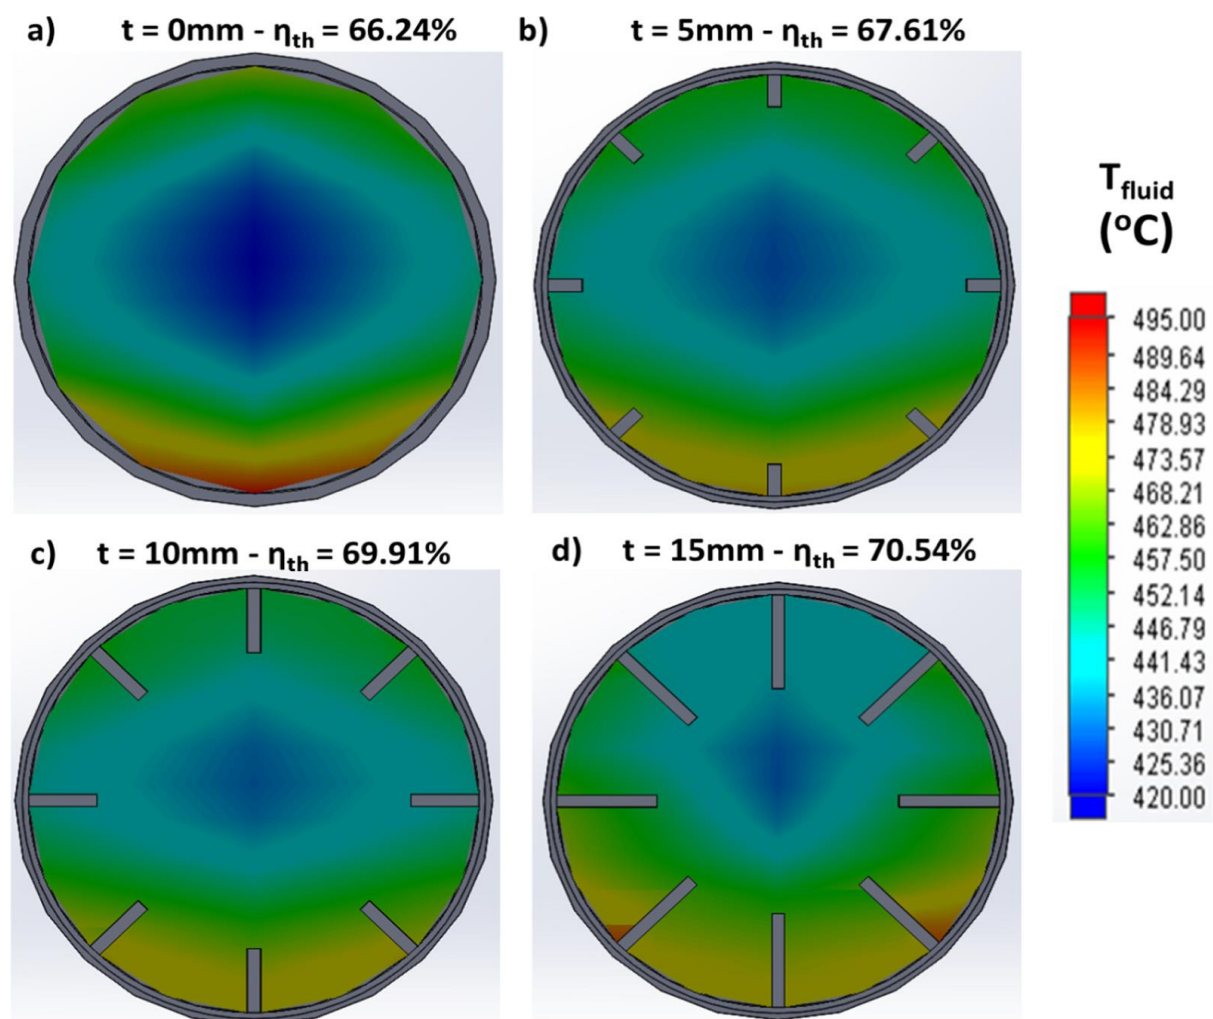 a) t = 0mm - ηth = 66.24%
b) t = 5mm - ηth = 67.61%
c) t = 10mm - ηth = 69.91%
d) t = 15mm - ηth = 70.54%
Tfluid
(ºC)
495.00
489.64
484.29
478.93
473.57
468.21
462.86
457.50
452.14
446.79
441.43
436.07
430.71
425.36
420.00